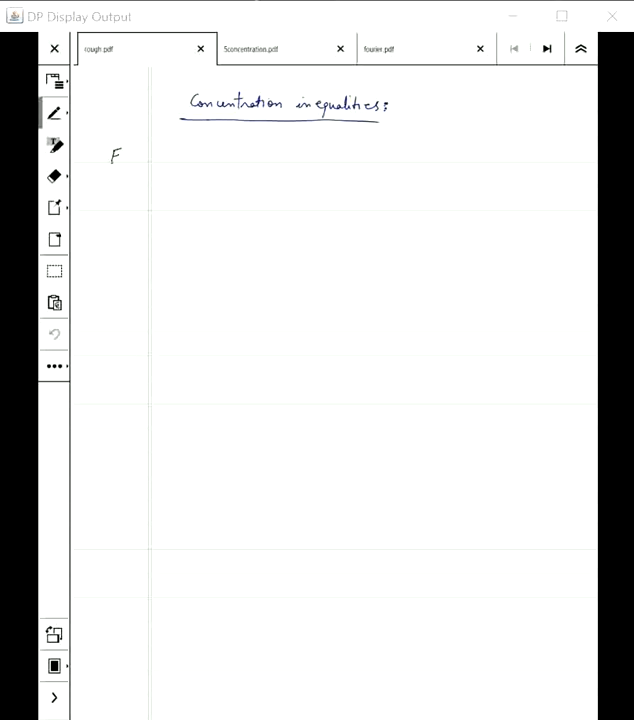 DP Display Output
rough.pdf
5concentration.pdf
fourier.pdf
Concentration inequalities:
F